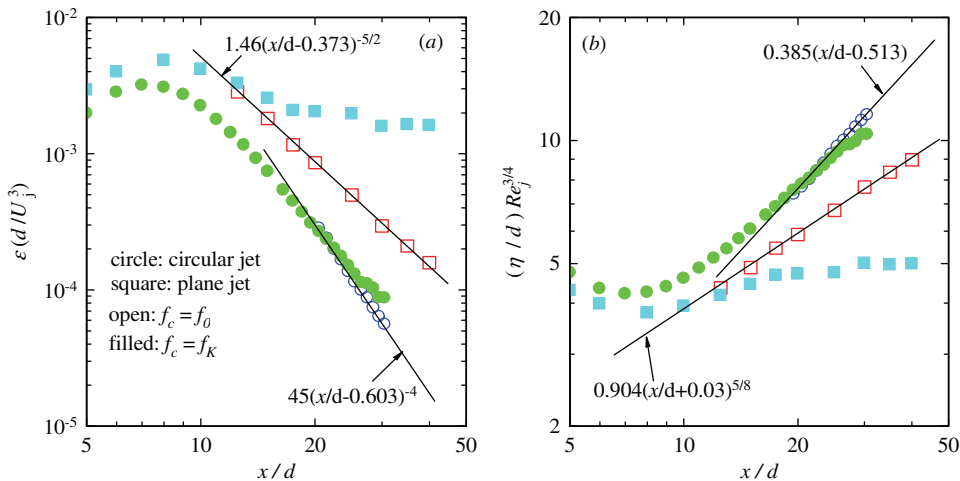 (a)
1.46(x/d-0.373)^-5/2
10^-2
10^-3
10^-4
10^-5
ε (d / U_j^3)
circle: circular jet
square: plane jet
open: f_c = f_0
filled: f_c = f_K
45(x/d-0.603)^-4
5 10 20 50
x / d
(b)
0.385(x/d-0.513)
20
10
5
2
(η / d) Re_j^3/4
0.904(x/d+0.03)^5/8
5 10 20 50
x / d